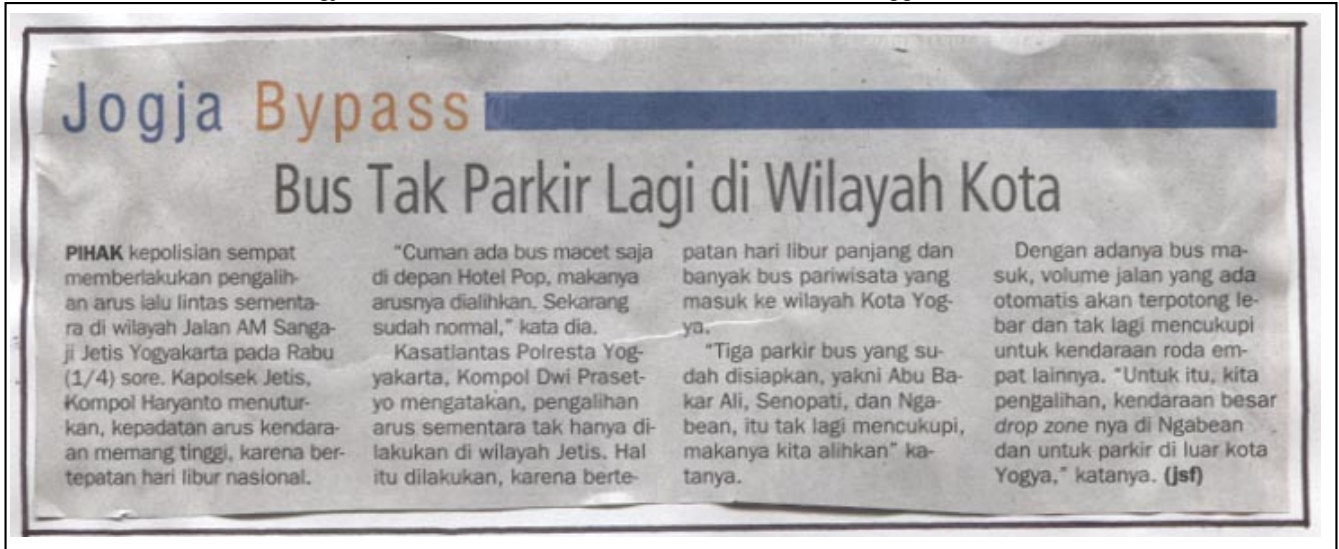 Jogja Bypass
Bus Tak Parkir Lagi di Wilayah Kota
PIHAK kepolisian sempat
memberlakukan pengalih-
an arus lalu lintas sementa-
ra di wilayah Jalan AM Sanga-
ji Jetis Yogyakarta pada Rabu
(1/4) sore. Kapolsek Jetis,
Kompol Haryanto menutur-
kan, kepadatan arus kendara-
an memang tinggi, karena ber-
tepatan hari libur nasional.
"Cuman ada bus macet saja
di depan Hotel Pop, makanya
arusnya dialihkan. Sekarang
sudah normal," kata dia.
Kasatlantas Polresta Yog-
yakarta, Kompol Dwi Praset-
yo mengatakan, pengalihan
arus sementara tak hanya di-
lakukan di wilayah Jetis. Hal
itu dilakukan, karena berte-
patan hari libur panjang dan
banyak bus pariwisata yang
masuk ke wilayah Kota Yog-
ya.
"Tiga parkir bus yang su-
dah disiapkan, yakni Abu Ba-
kar Ali, Senopati, dan Nga-
bean, itu tak lagi mencukupi,
makanya kita alihkan" ka-
tanya.
Dengan adanya bus ma-
suk, volume jalan yang ada
otomatis akan terpotong le-
bar dan tak lagi mencukupi
untuk kendaraan roda em-
pat lainnya. "Untuk itu, kita
pengalihan, kendaraan besar
drop zone nya di Ngabean
dan untuk parkir di luar kota
Yogya," katanya. (jsf)